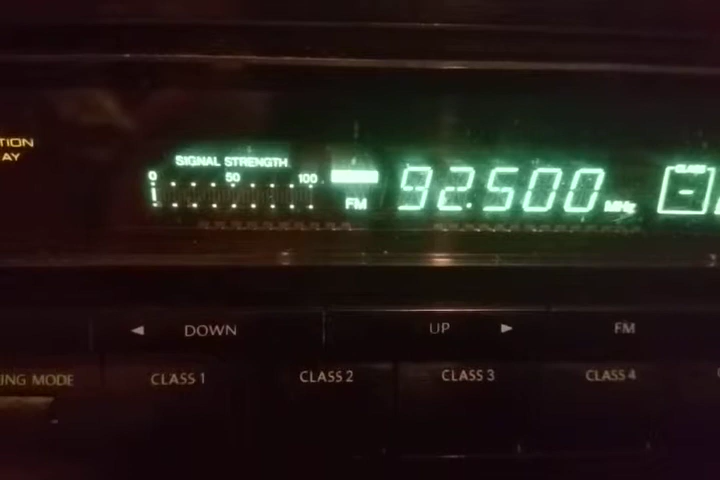 TION
AY
SIGNAL STRENGTH
0 50 100
FM
92.500 MHz
CLASS
-
DOWN
UP
FM
ING MODE
CLASS 1
CLASS 2
CLASS 3
CLASS 4